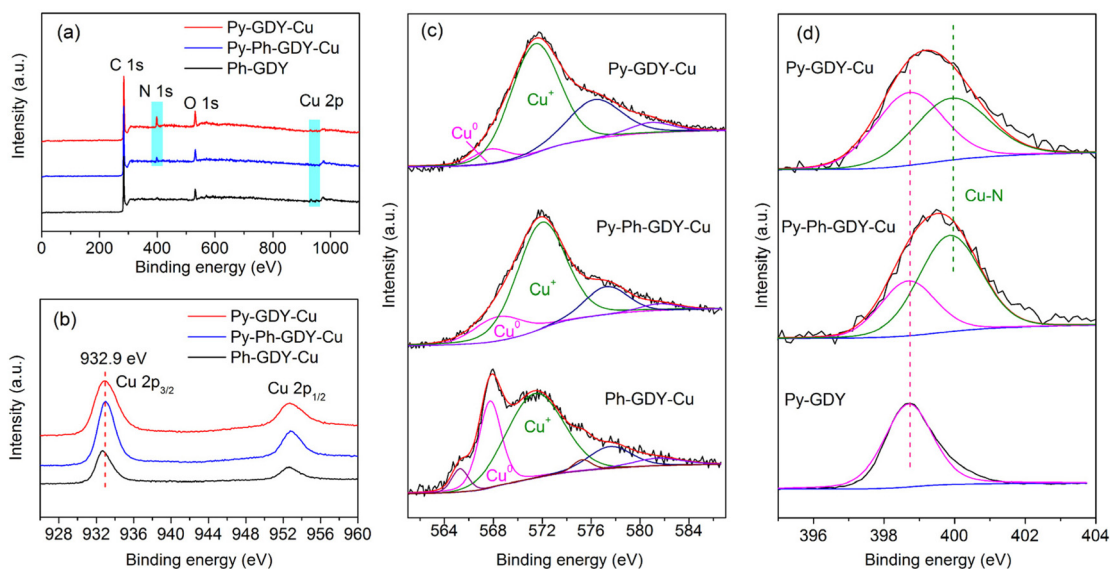 (a)
Py-GDY-Cu
Py-Ph-GDY-Cu
Ph-GDY
C 1s
N 1s
O 1s
Cu 2p
Intensity (a.u.)
0 200 400 600 800 1000
Binding energy (eV)
(b)
Py-GDY-Cu
Py-Ph-GDY-Cu
Ph-GDY-Cu
932.9 eV
Cu 2p3/2
Cu 2p1/2
Intensity (a.u.)
928 932 936 940 944 948 952 956 960
Binding energy (eV)
(c)
Py-GDY-Cu
Cu+
Cu0
Py-Ph-GDY-Cu
Cu+
Cu0
Ph-GDY-Cu
Cu+
Cu0
Intensity (a.u.)
564 568 572 576 580 584
Binding energy (eV)
(d)
Py-GDY-Cu
Cu-N
Py-Ph-GDY-Cu
Py-GDY
Intensity (a.u.)
396 398 400 402 404
Binding energy (eV)